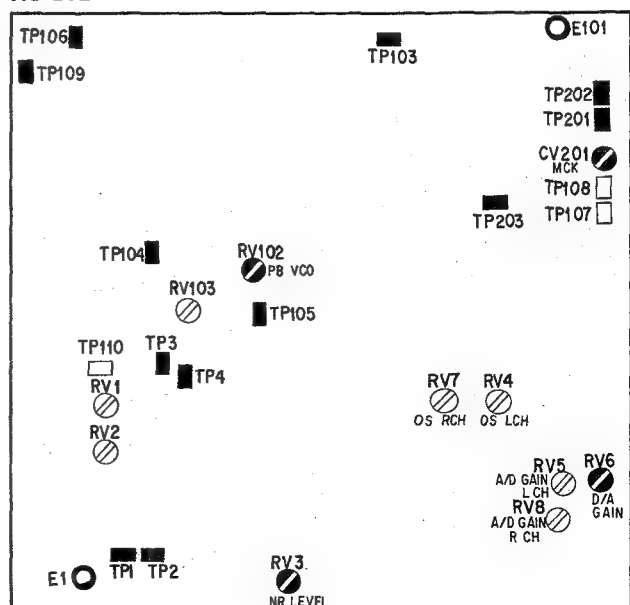 TP106
E101
TP103
TP109
TP202
TP201
CV201
MCK
TP108
TP107
TP203
TP104
RV102
PB VCO
RV103
TP105
TP110
TP3
TP4
RV1
RV2
RV7
OS RCH
RV4
OS LCH
RV5
A/D GAIN
L CH
RV6
D/A
GAIN
RV8
A/D GAIN
R CH
E1
TP1
TP2
RV3
NR LEVEL